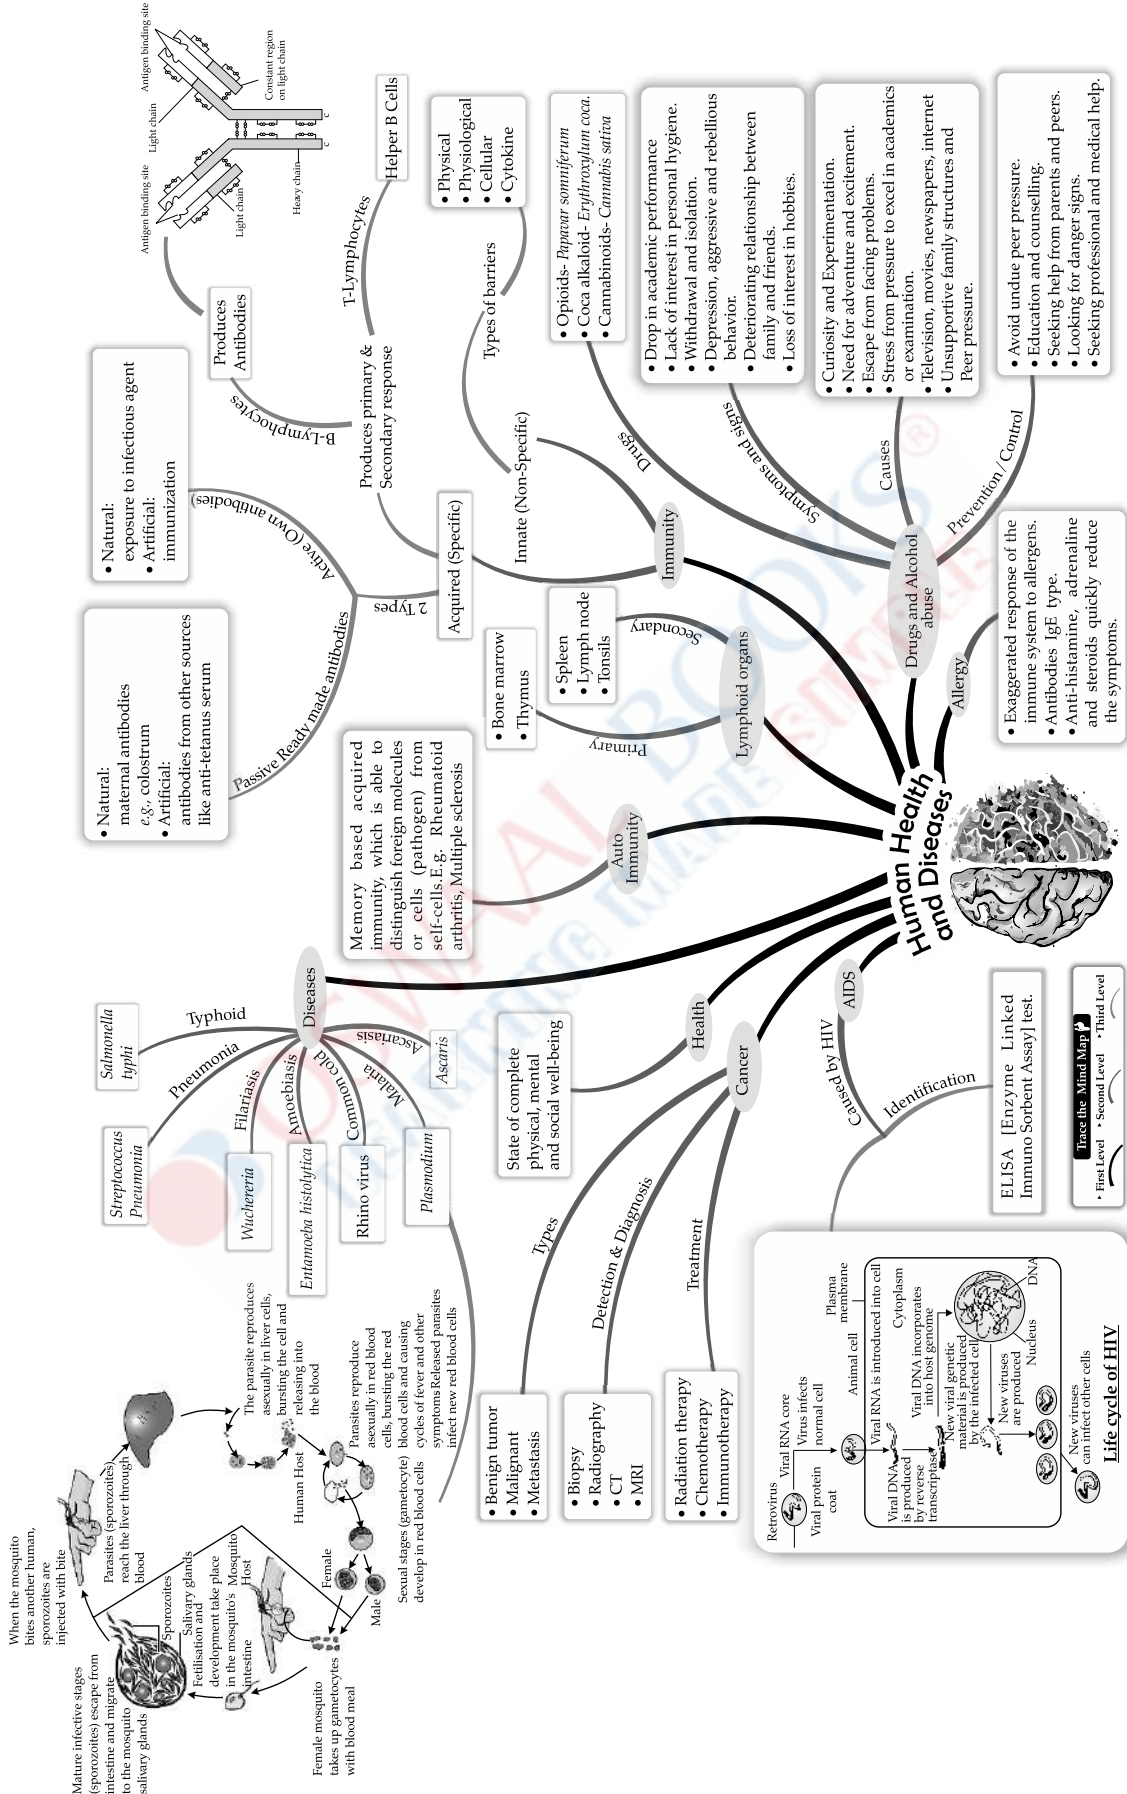 Human Health
and Diseases
Diseases
Typhoid
Salmonella
typhi
Pneumonia
Streptococcus
Pneumonia
Filariasis
Wuchereria
Amoebiasis
Entamoeba histolytica
Common cold
Rhino virus
Malaria
Plasmodium
Ascariasis
Ascaris
When the mosquito
bites another human,
sporozoites are
injected with bite
Parasites (sporozoites)
reach the liver through
blood
The parasite reproduces
asexually in liver cells,
bursting the cell and
releasing into
the blood
Human Host
Parasites reproduce
asexually in red blood
cells, bursting the red
blood cells and causing
cycles of fever and other
symptoms Released parasites
infect new red blood cells
Sexual stages (gametocyte)
develop in red blood cells
Female
Male
Female mosquito
takes up gametocytes
with blood meal
Mosquito
Host
Fetilisation and
development take place
in the mosquito's
intestine
Sporozoites
Salivary glands
Mature infective stages
(sporozoites) escape from
intestine and migrate
to the mosquito
salivary glands
Auto
Immunity
Memory based acquired
immunity, which is able to
distinguish foreign molecules
or cells (pathogen) from
self-cells.E.g. Rheumatoid
arthritis, Multiple sclerosis
Lymphoid organs
Primary
• Bone marrow
• Thymus
Secondary
• Spleen
• Lymph node
• Tonsils
Immunity
Acquired (Specific)
2 Types
Passive Ready made antibodies
• Natural:
maternal antibodies
e.g., colostrum
• Artificial:
antibodies from other sources
like anti-tetanus serum
Active (Own antibodies)
• Natural:
exposure to infectious agent
• Artificial:
immunization
Produces primary &
Secondary response
B-Lymphocytes
Produces
Antibodies
Antigen binding site
Light chain
Antigen binding site
Light chain
Constant region
on light chain
Heavy chain
c
c
T-Lymphocytes
Helper B Cells
Innate (Non-Specific)
Types of barriers
• Physical
• Physiological
• Cellular
• Cytokine
Drugs and Alcohol
abuse
Drugs
• Opioids- Papavar somniferum
• Coca alkaloid- Erythroxylum coca.
• Cannabinoids- Cannabis sativa
Symptoms and signs
• Drop in academic performance
• Lack of interest in personal hygiene.
• Withdrawal and isolation.
• Depression, aggressive and rebellious
behavior.
• Deteriorating relationship between
family and friends.
• Loss of interest in hobbies.
Causes
• Curiosity and Experimentation.
• Need for adventure and excitement.
• Escape from facing problems.
• Stress from pressure to excel in academics
or examination.
• Television, movies, newspapers, internet
• Unsupportive family structures and
Peer pressure.
Prevention / Control
• Avoid undue peer pressure.
• Education and counselling.
• Seeking help from parents and peers.
• Looking for danger signs.
• Seeking professional and medical help.
Allergy
• Exaggerated response of the
immune system to allergens.
• Antibodies IgE type.
• Anti-histamine, adrenaline
and steroids quickly reduce
the symptoms.
Health
State of complete
physical, mental
and social well-being
Cancer
Types
• Benign tumor
• Malignant
• Metastasis
Detection & Diagnosis
• Biopsy
• Radiography
• CT
• MRI
Treatment
• Radiation therapy
• Chemotherapy
• Immunotherapy
AIDS
Caused by HIV
Identification
ELISA [Enzyme Linked
Immuno Sorbent Assay] test.
Retrovirus
Viral RNA core
Viral protein
coat
Virus infects
normal cell
Animal cell
Plasma
membrane
Viral RNA is introduced into cell
Viral DNA
is produced
by reverse
transcriptase
Viral DNA incorporates
into host genome
Cytoplasm
New viral genetic
material is produced
by the infected cell
DNA
Nucleus
New viruses
are produced
New viruses
can infect other cells
Life cycle of HIV
Trace the Mind Map
‣ First Level ‣ Second Level ‣ Third Level
OSWAAL BOOKS®
LEARNING MADE SIMPLE